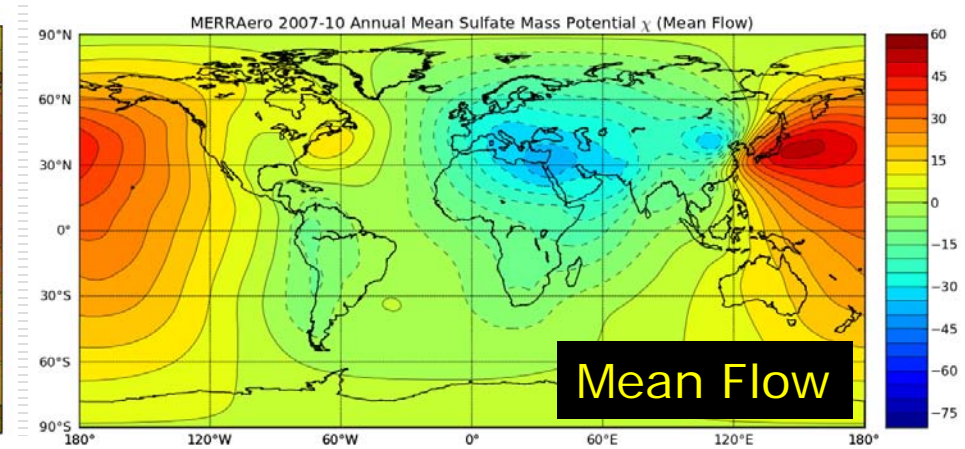 MERRAero 2007-10 Annual Mean Sulfate Mass Potential χ (Mean Flow)
90°N
60°N
30°N
0°
30°S
60°S
90°S
180°
120°W
60°W
0°
60°E
120°E
180°
60
45
30
15
0
−15
−30
−45
−60
−75
Mean Flow